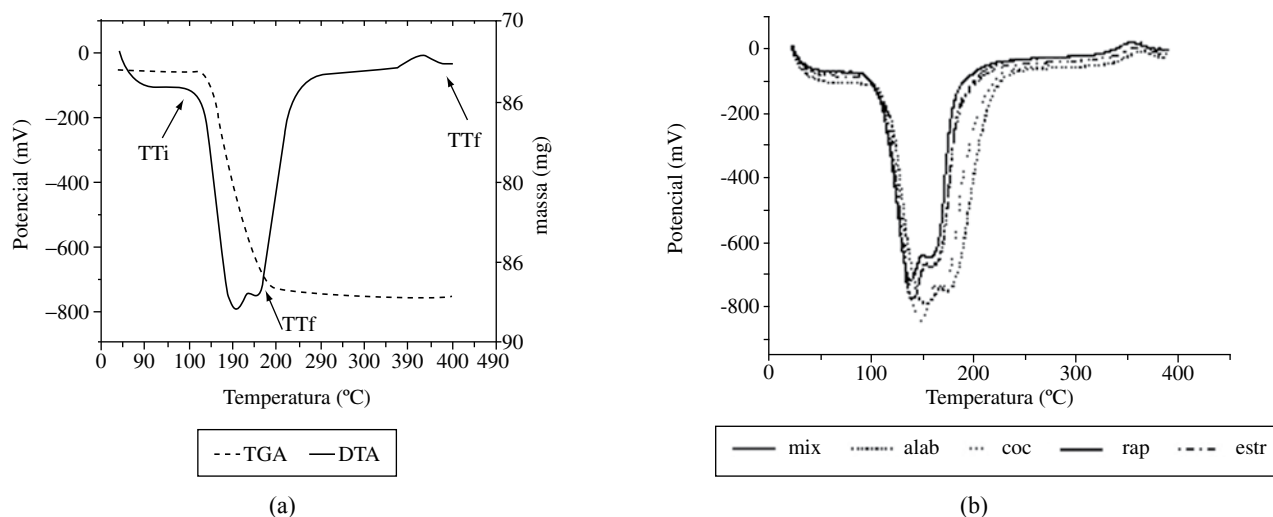 0
−200
−400
−600
−800
Potencial (mV)
70
86
80
86
90
massa (mg)
TTi
TTf
TTf
0 90 100 190 200 290 390 400 490
Temperatura (ºC)
TGA DTA
(a)
0
-200
-400
-600
-800
Potencial (mV)
0 100 200 300 400
Temperatura (ºC)
mix alab coc rap estr
(b)